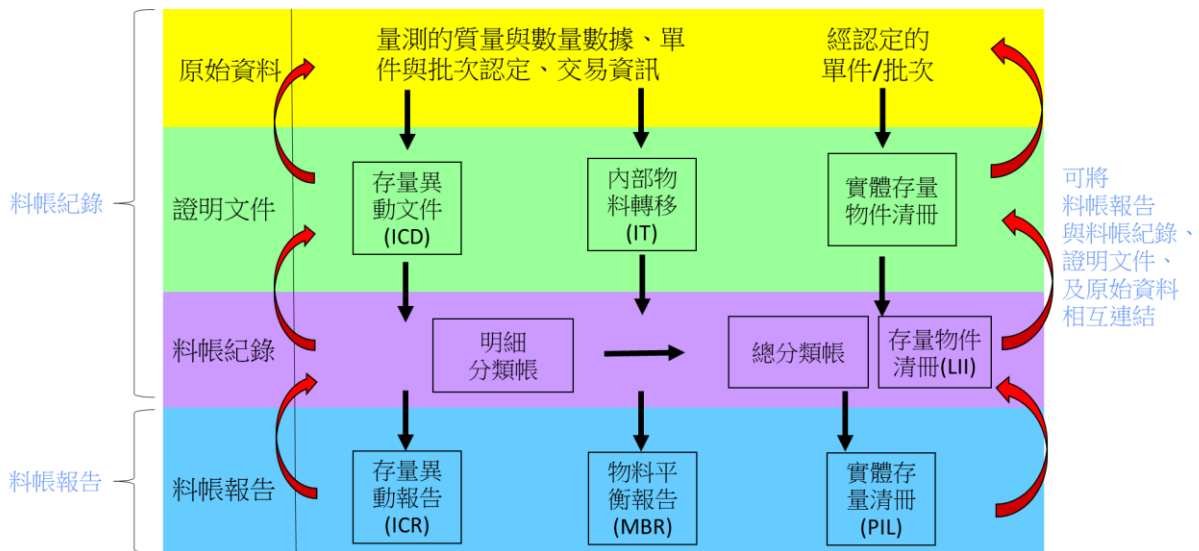 原始資料
量測的質量與數量數據、單
件與批次認定、交易資訊
經認定的
單件/批次
料帳紀錄
證明文件
存量異
動文件
(ICD)
內部物
料轉移
(IT)
實體存量
物件清冊
可將
料帳報告
與料帳紀錄、
證明文件、
及原始資料
相互連結
料帳紀錄
明細
分類帳
總分類帳
存量物件
清冊(LII)
料帳報告
料帳報告
存量異
動報告
(ICR)
物料平
衡報告
(MBR)
實體存
量清冊
(PIL)